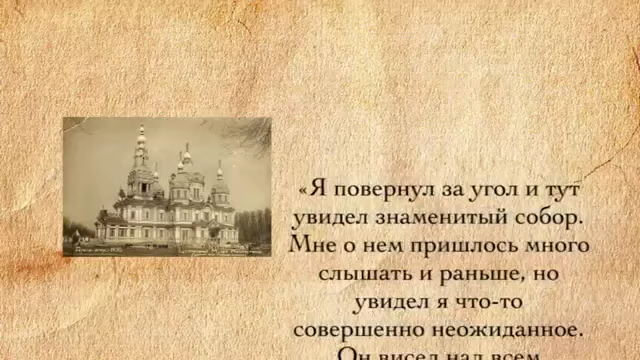 «Я повернул за угол и тут
увидел знаменитый собор.
Мне о нем пришлось много
слышать и раньше, но
увидел я что-то
совершенно неожиданное.
Он висел над всем